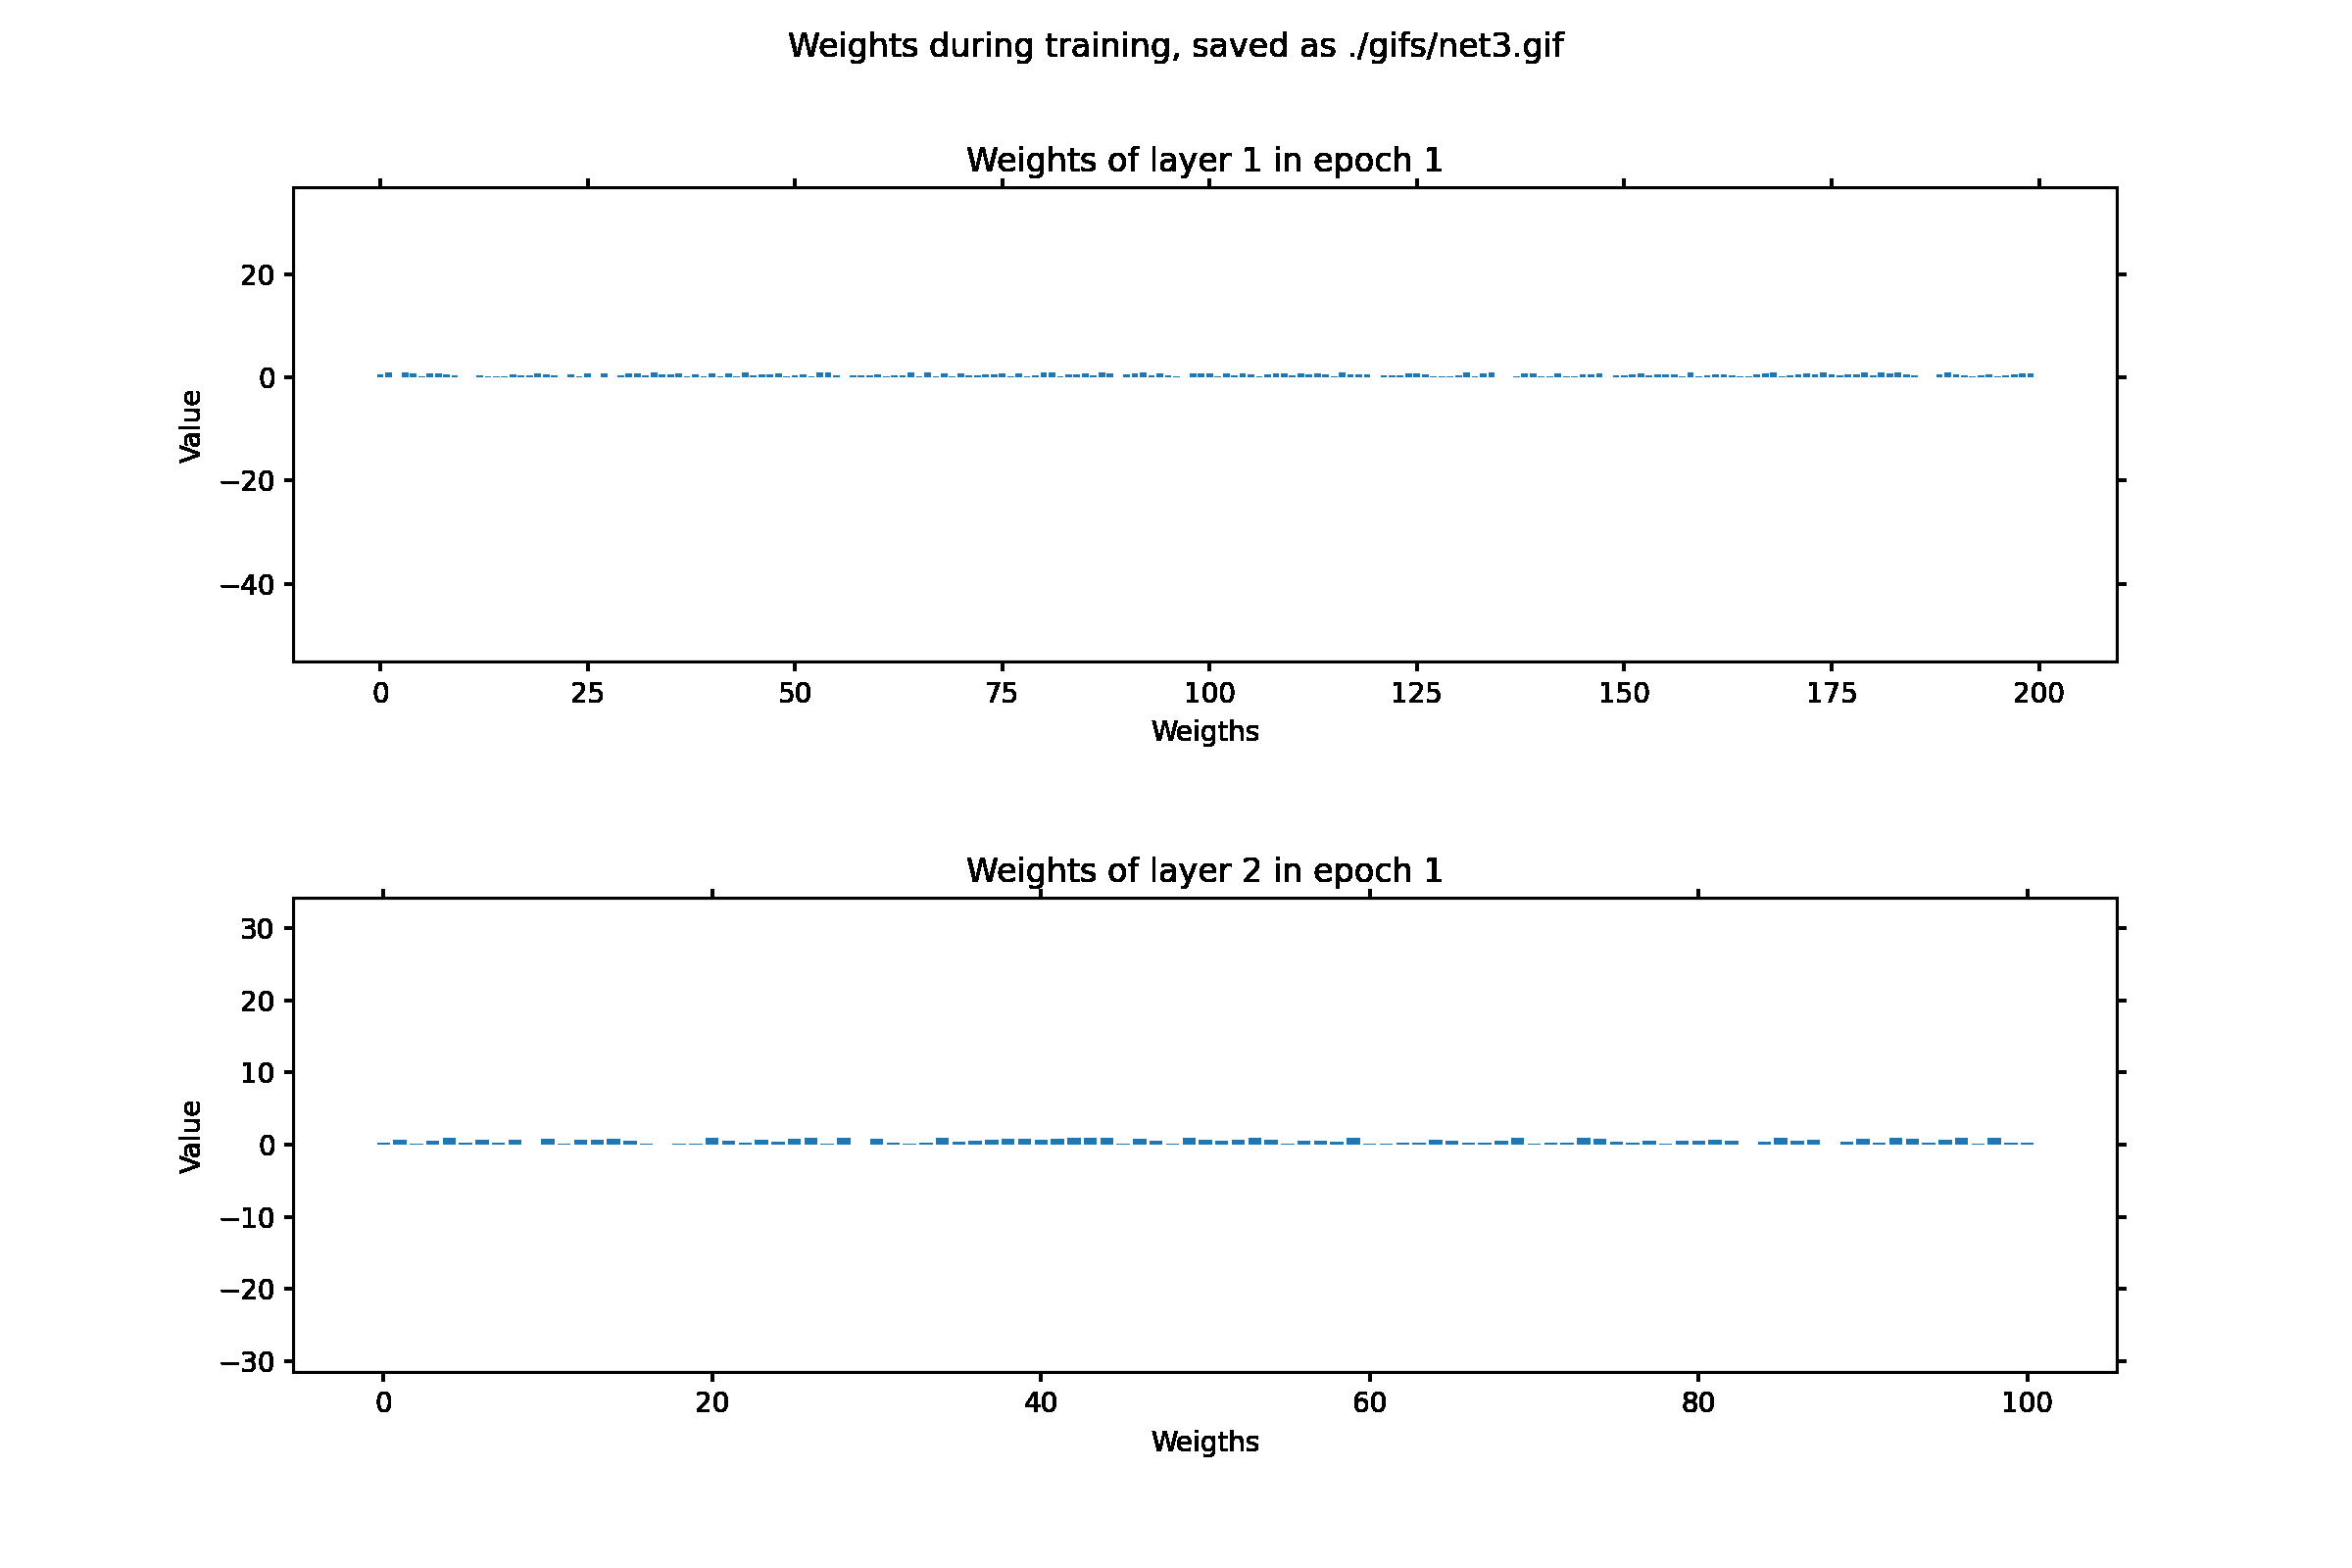 Weights during training, saved as ./gifs/net3.gif
Weights of layer 1 in epoch 1
20
0
−20
−40
Value
0 25 50 75 100 125 150 175 200
Weigths
Weights of layer 2 in epoch 1
30
20
10
0
−10
−20
−30
Value
0 20 40 60 80 100
Weigths